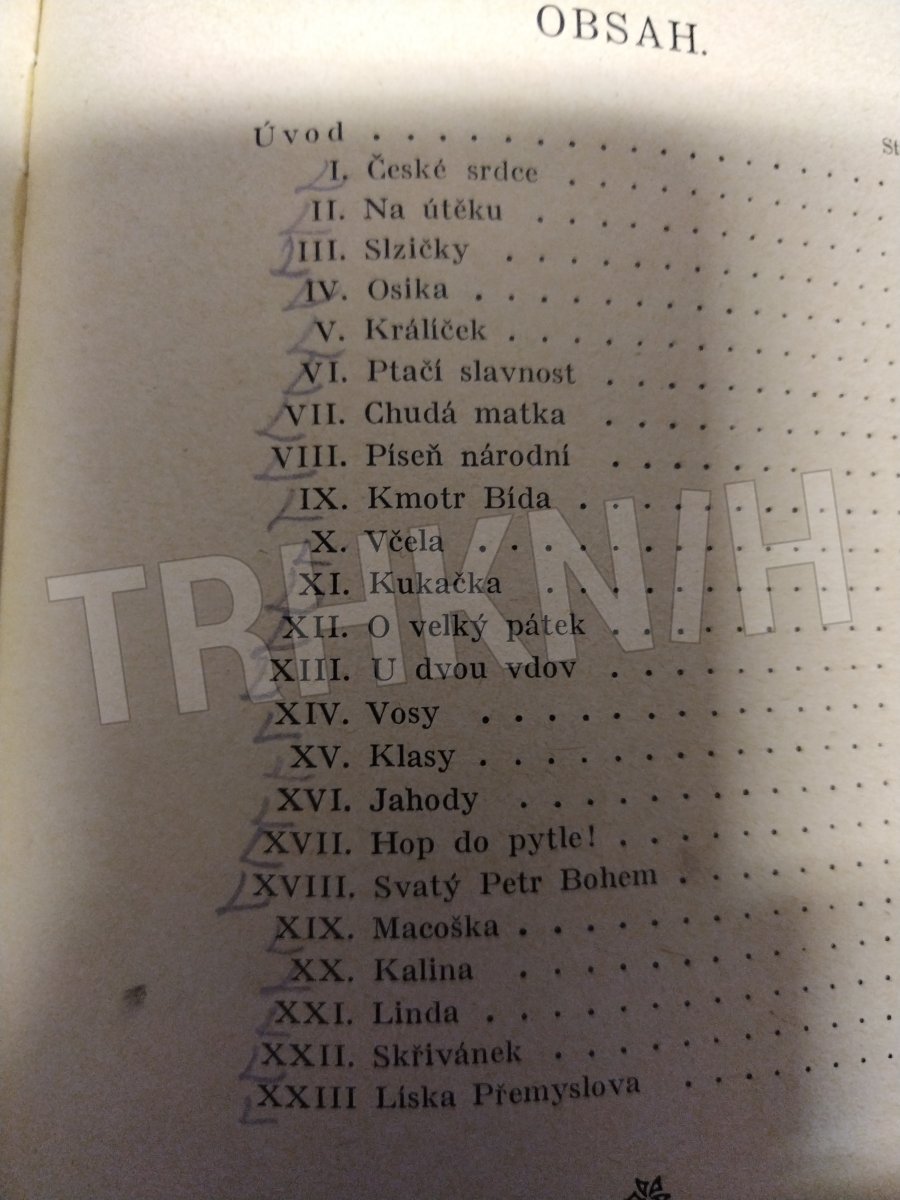 OBSAH.
St
Úvod
I. České srdce
II. Na útěku
III. Slzičky
IV. Osika
V. Králíček
VI. Ptačí slavnost
VII. Chudá matka
VIII. Píseň národní
IX. Kmotr Bída
X. Včela
XI. Kukačka
XII. O velký pátek
XIII. U dvou vdov
XIV. Vosy
XV. Klasy
XVI. Jahody
XVII. Hop do pytle!
XVIII. Svatý Petr Bohem
XIX. Macoška
XX. Kalina
XXI. Linda
XXII. Skřivánek
XXIII Líska Přemyslova
TRHKNIH